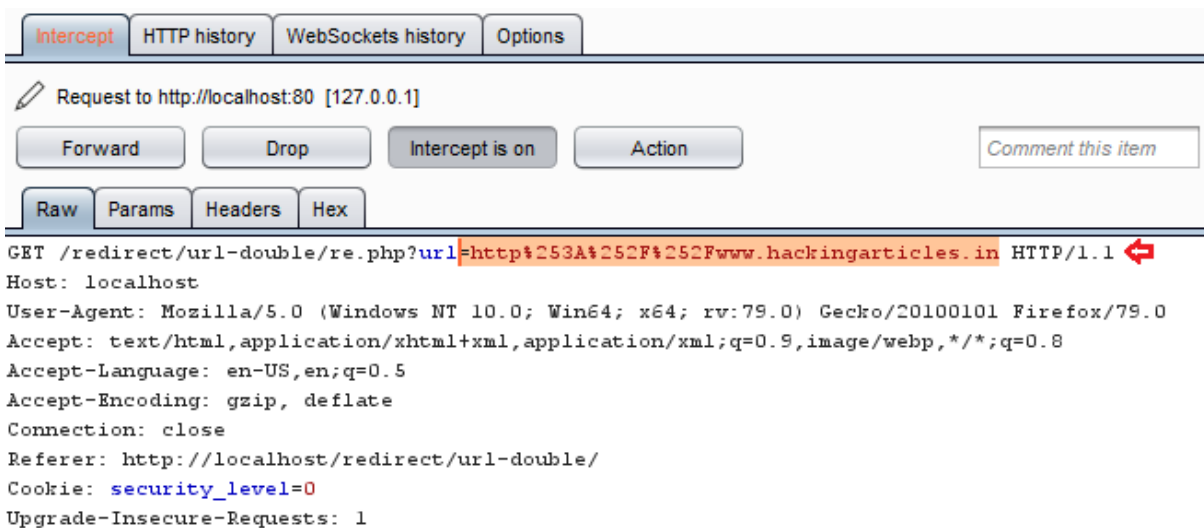 Intercept HTTP history WebSockets history Options
Request to http://localhost:80 [127.0.0.1]
Forward Drop Intercept is on Action Comment this item
Raw Params Headers Hex
GET /redirect/url-double/re.php?url=http%253A%252F%252Fwww.hackingarticles.in HTTP/1.1
Host: localhost
User-Agent: Mozilla/5.0 (Windows NT 10.0; Win64; x64; rv:79.0) Gecko/20100101 Firefox/79.0
Accept: text/html,application/xhtml+xml,application/xml;q=0.9,image/webp,*/*;q=0.8
Accept-Language: en-US,en;q=0.5
Accept-Encoding: gzip, deflate
Connection: close
Referer: http://localhost/redirect/url-double/
Cookie: security_level=0
Upgrade-Insecure-Requests: 1